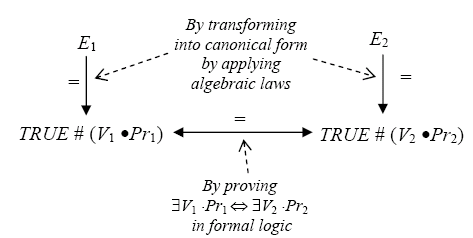 By transforming
into canonical form
by applying
algebraic laws
E₁
E₂
=
=
TRUE # (V₁ •Pr₁)
=
TRUE # (V₂ •Pr₂)
By proving
∃V₁ ·Pr₁⇔∃V₂ ·Pr₂
in formal logic